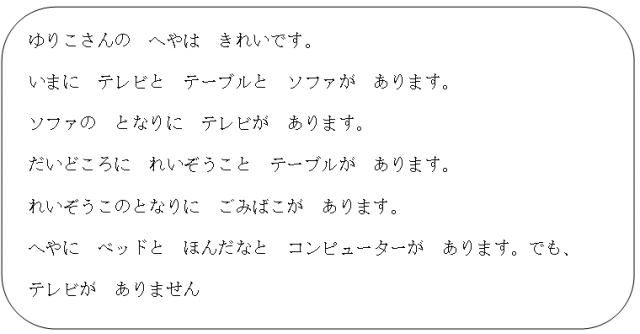 ゆりこさんの　へやは　きれいです。
いまに　テレビと　テーブルと　ソファが　あります。
ソファの　となりに　テレビが　あります。
だいどころに　れいぞうこと　テーブルが　あります。
れいぞうこのとなりに　ごみばこが　あります。
へやに　ベッドと　ほんだなと　コンピューターが　あります。でも、
テレビが　ありません